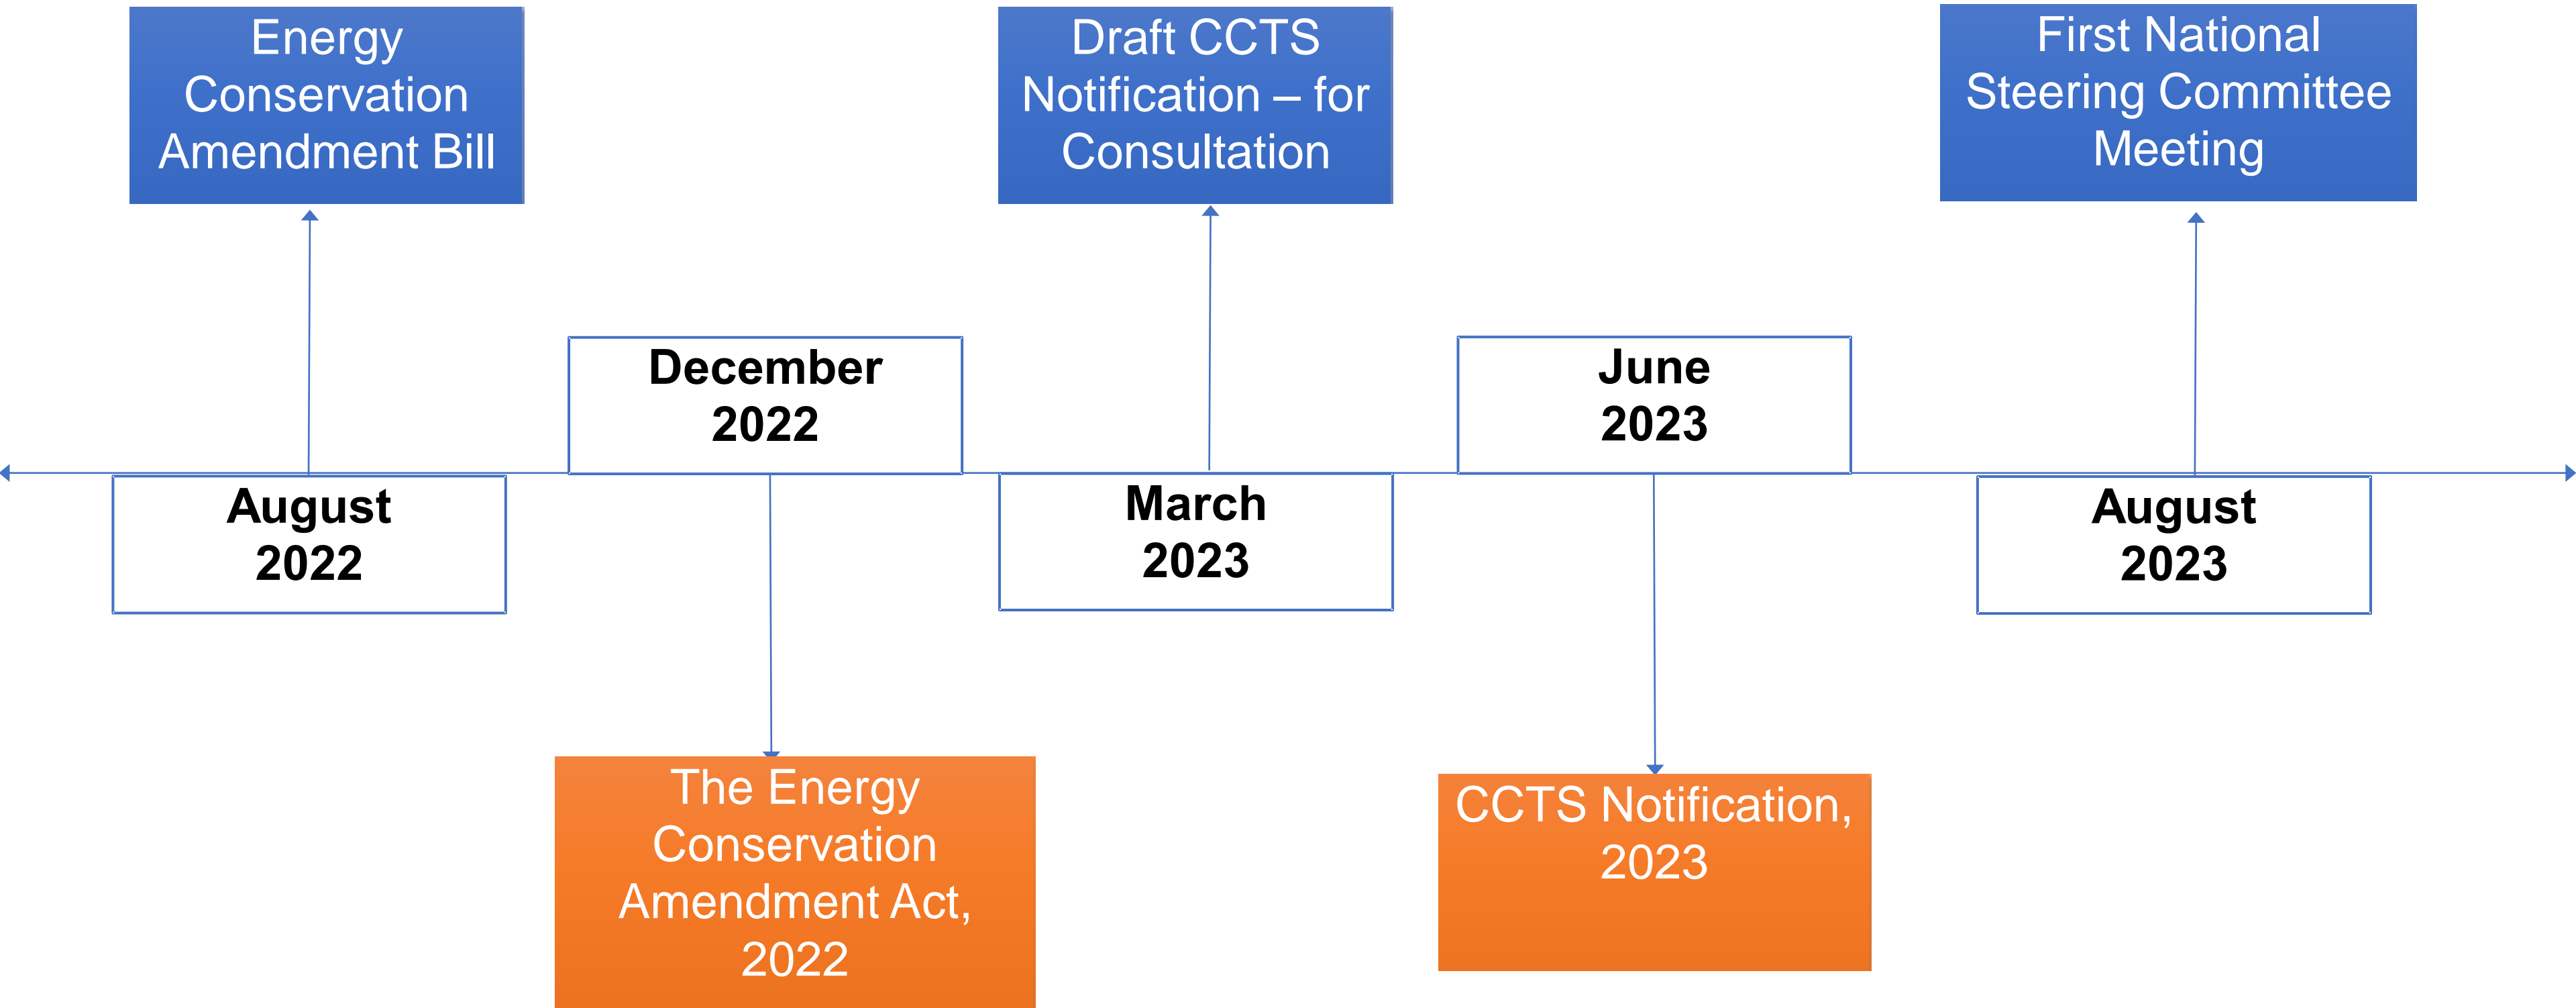 Energy
Conservation
Amendment Bill
Draft CCTS
Notification – for
Consultation
First National
Steering Committee
Meeting
August
2022
December
2022
March
2023
June
2023
August
2023
The Energy
Conservation
Amendment Act,
2022
CCTS Notification,
2023